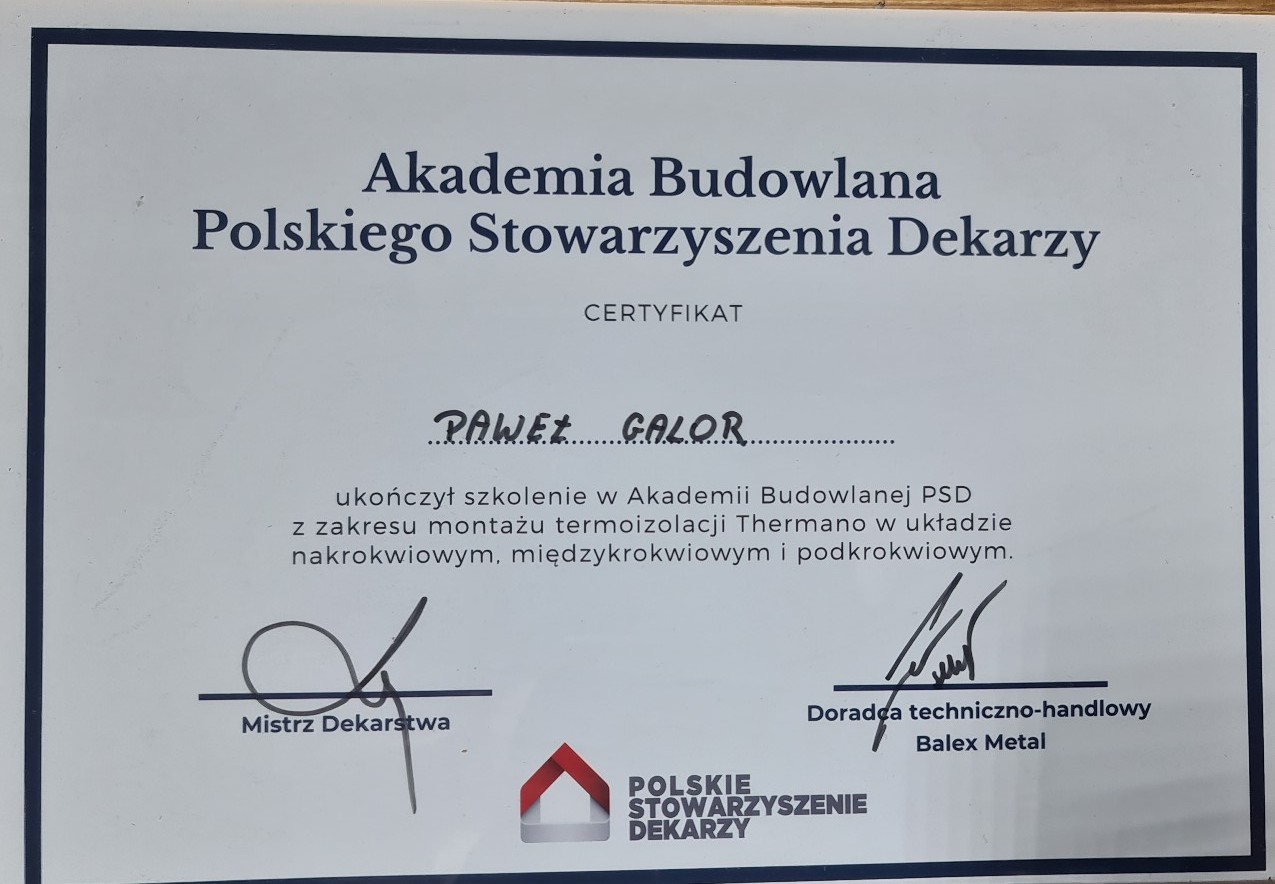 Akademia Budowlana
Polskiego Stowarzyszenia Dekarzy
CERTYFIKAT
PAWEŁ GALOR
ukończył szkolenie w Akademii Budowlanej PSD
z zakresu montażu termoizolacji Thermano w układzie
nakrokwiowym, międzykrokwiowym i podkrokwiowym.
Mistrz Dekarstwa
Doradca techniczno-handlowy
Balex Metal
POLSKIE
STOWARZYSZENIE
DEKARZY